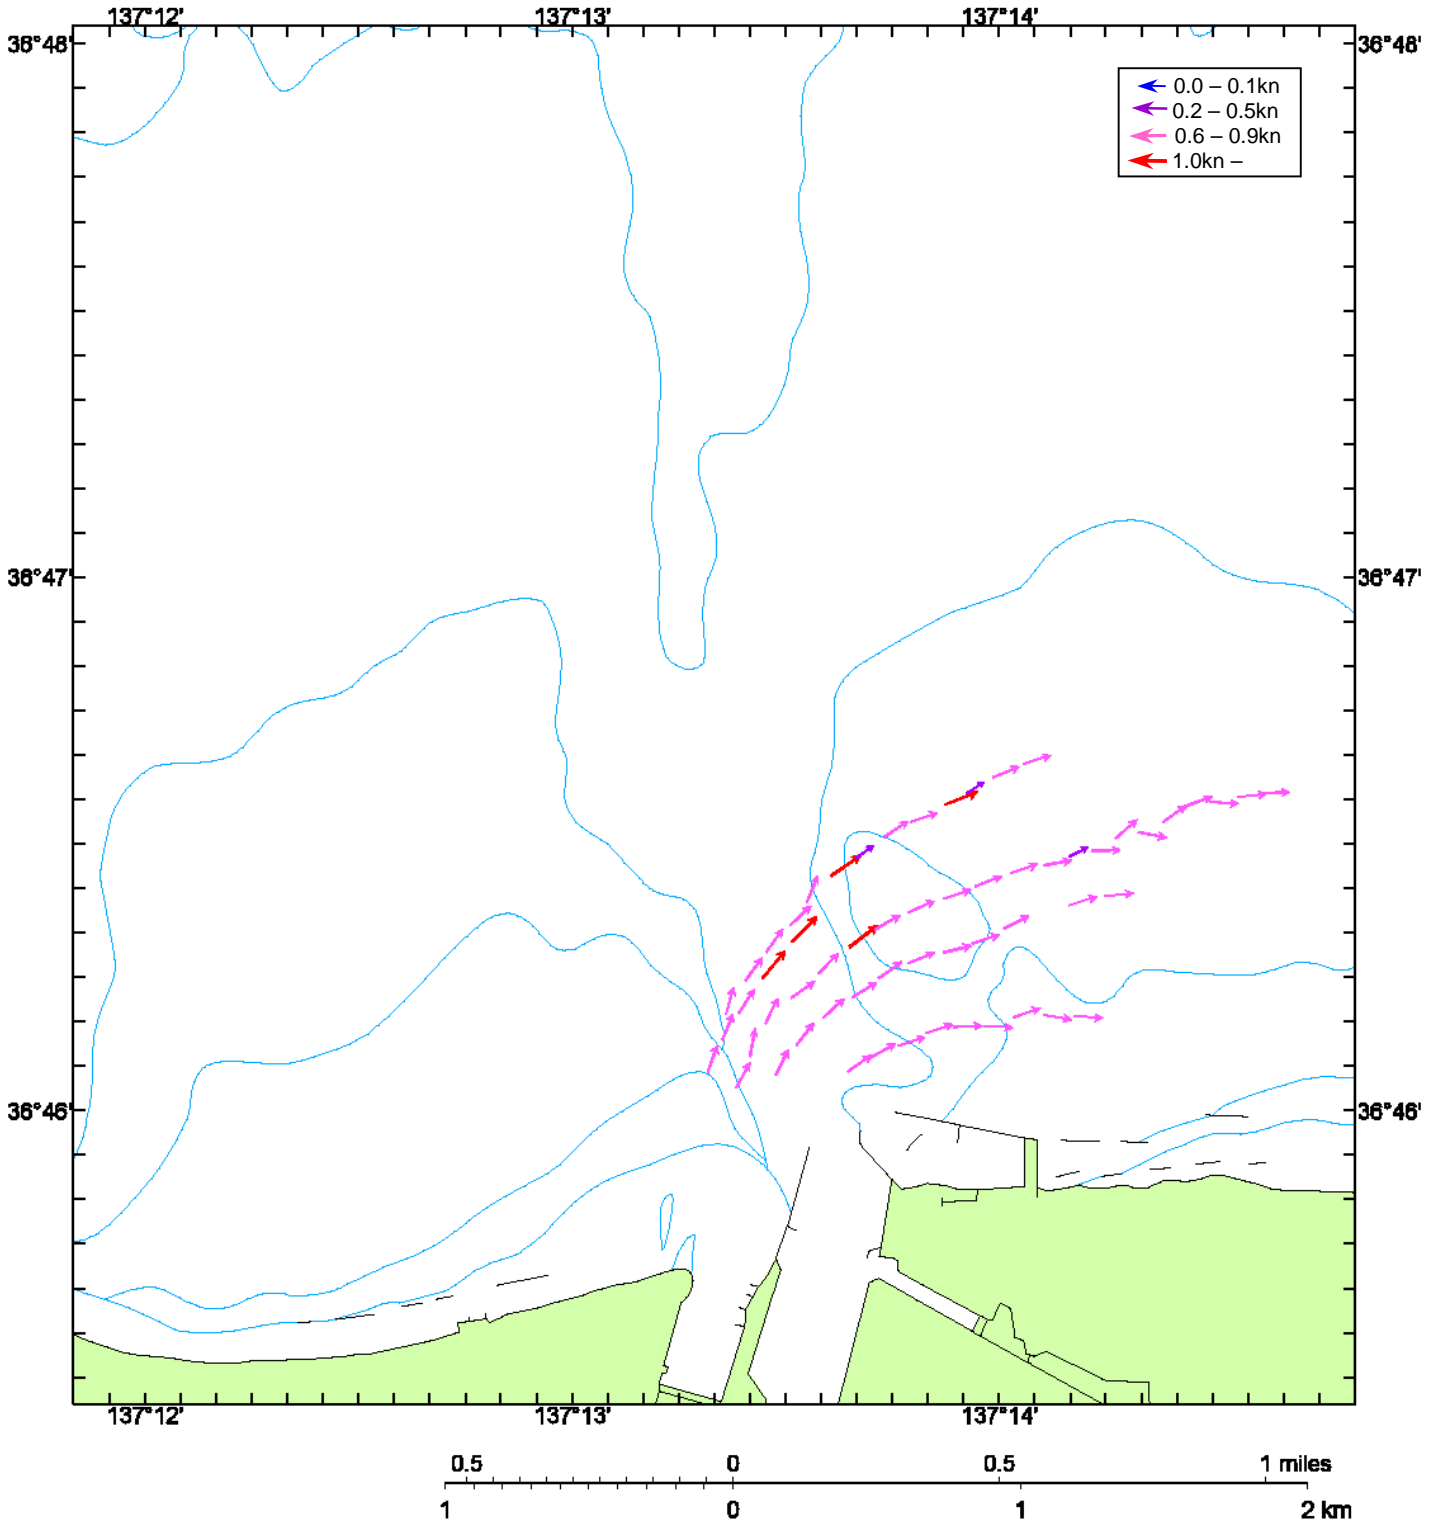 137°12' 137°13' 137°14'
36°48' 36°48'
0.0 – 0.1kn
0.2 – 0.5kn
0.6 – 0.9kn
1.0kn –
36°47' 36°47'
36°46' 36°46'
137°12' 137°13' 137°14'
0.5 0 0.5 1 miles
1 0 1 2 km